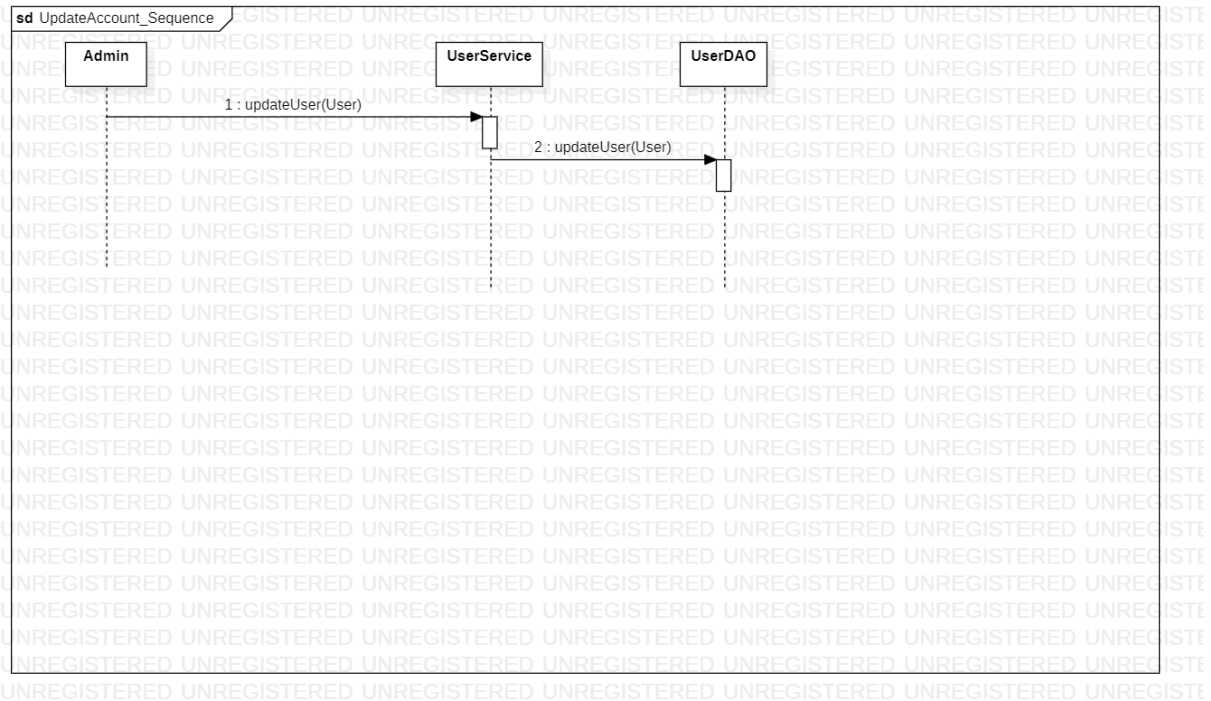 sd UpdateAccount_Sequence
Admin
UserService
UserDAO
1 : updateUser(User)
2 : updateUser(User)
UNREGISTERED UNREGISTERED UNREGISTERED UNREGISTERED UNREGISTERED UNREGISTERED